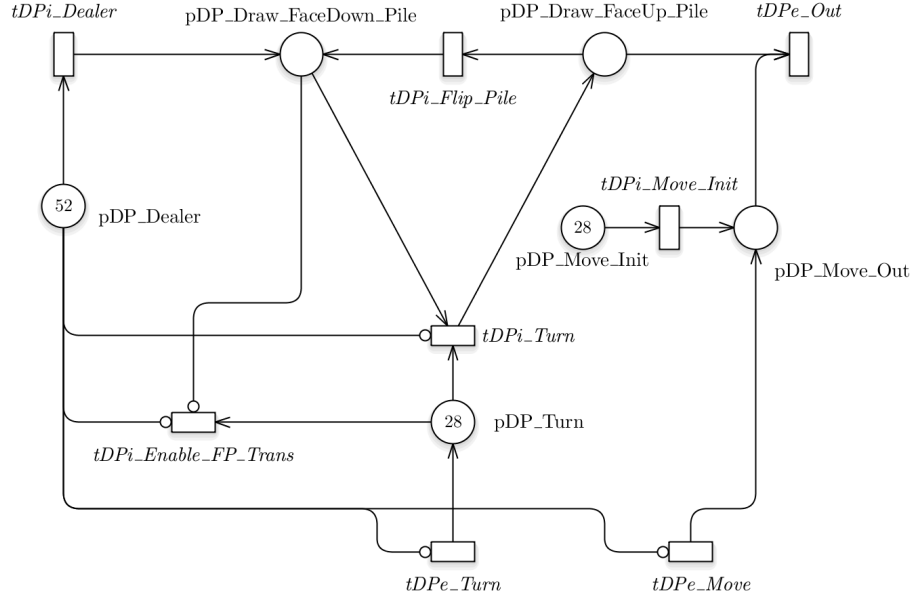 tDPi_Dealer
pDP_Draw_FaceDown_Pile
pDP_Draw_FaceUp_Pile
tDPe_Out
tDPi_Flip_Pile
tDPi_Move_Init
52
pDP_Dealer
28
pDP_Move_Init
pDP_Move_Out
tDPi_Turn
28
pDP_Turn
tDPi_Enable_FP_Trans
tDPe_Turn
tDPe_Move